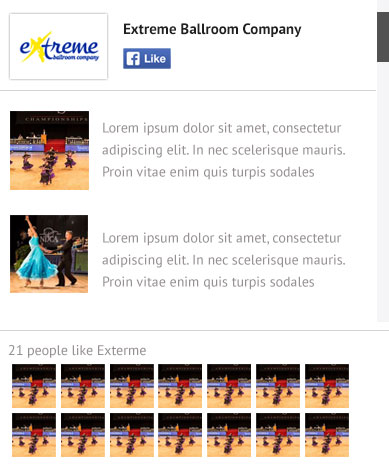 extreme
ballroom company
Extreme Ballroom Company
Like
CHAMPIONSHIPS
Lorem ipsum dolor sit amet, consectetur
adipiscing elit. In nec scelerisque mauris.
Proin vitae enim quis turpis sodales
Lorem ipsum dolor sit amet, consectetur
adipiscing elit. In nec scelerisque mauris.
Proin vitae enim quis turpis sodales
21 people like Exterme